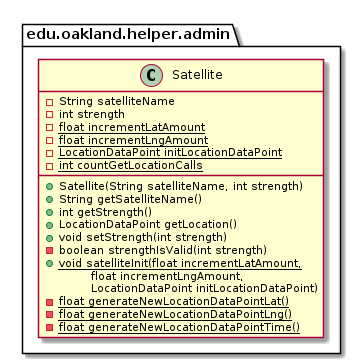 edu.oakland.helper.admin
C Satellite
String satelliteName
int strength
float incrementLatAmount
float incrementLngAmount
LocationDataPoint initLocationDataPoint
int countGetLocationCalls
Satellite(String satelliteName, int strength)
String getSatelliteName()
int getStrength()
LocationDataPoint getLocation()
void setStrength(int strength)
boolean strengthIsValid(int strength)
void satelliteInit(float incrementLatAmount,
float incrementLngAmount,
LocationDataPoint initLocationDataPoint)
float generateNewLocationDataPointLat()
float generateNewLocationDataPointLng()
float generateNewLocationDataPointTime()